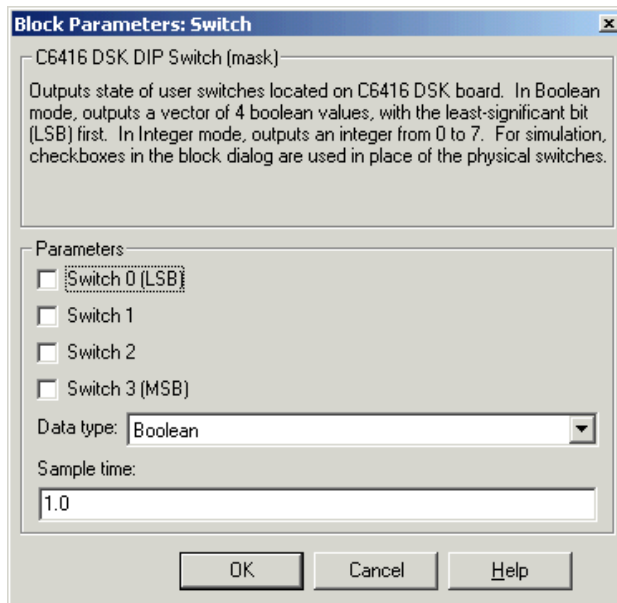 Block Parameters: Switch
C6416 DSK DIP Switch (mask)
Outputs state of user switches located on C6416 DSK board. In Boolean
mode, outputs a vector of 4 boolean values, with the least-significant bit
(LSB) first. In Integer mode, outputs an integer from 0 to 7. For simulation,
checkboxes in the block dialog are used in place of the physical switches.
Parameters
Switch 0 (LSB)
Switch 1
Switch 2
Switch 3 (MSB)
Data type: Boolean
Sample time:
1.0
OK Cancel Help